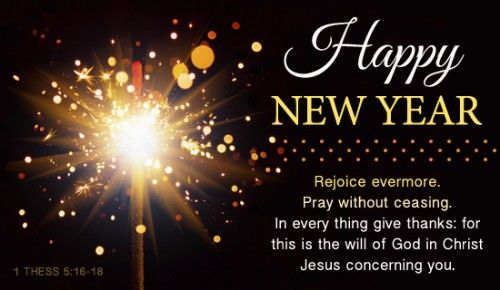 Happy
NEW YEAR
Rejoice evermore.
Pray without ceasing.
In every thing give thanks: for
this is the will of God in Christ
Jesus concerning you.
1 THESS 5:16-18